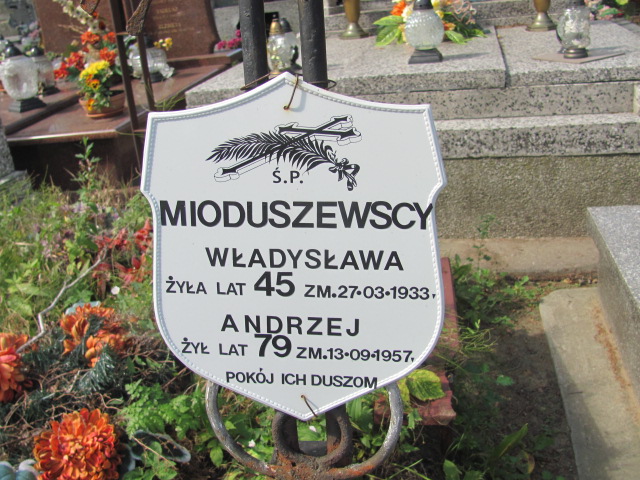 Ś.P.
MIODUSZEWSCY
WŁADYSŁAWA
ŻYŁA LAT 45 ZM. 27·03·1933,
ANDRZEJ
ŻYŁ LAT 79 ZM. 13·09·1957,
POKÓJ ICH DUSZOM